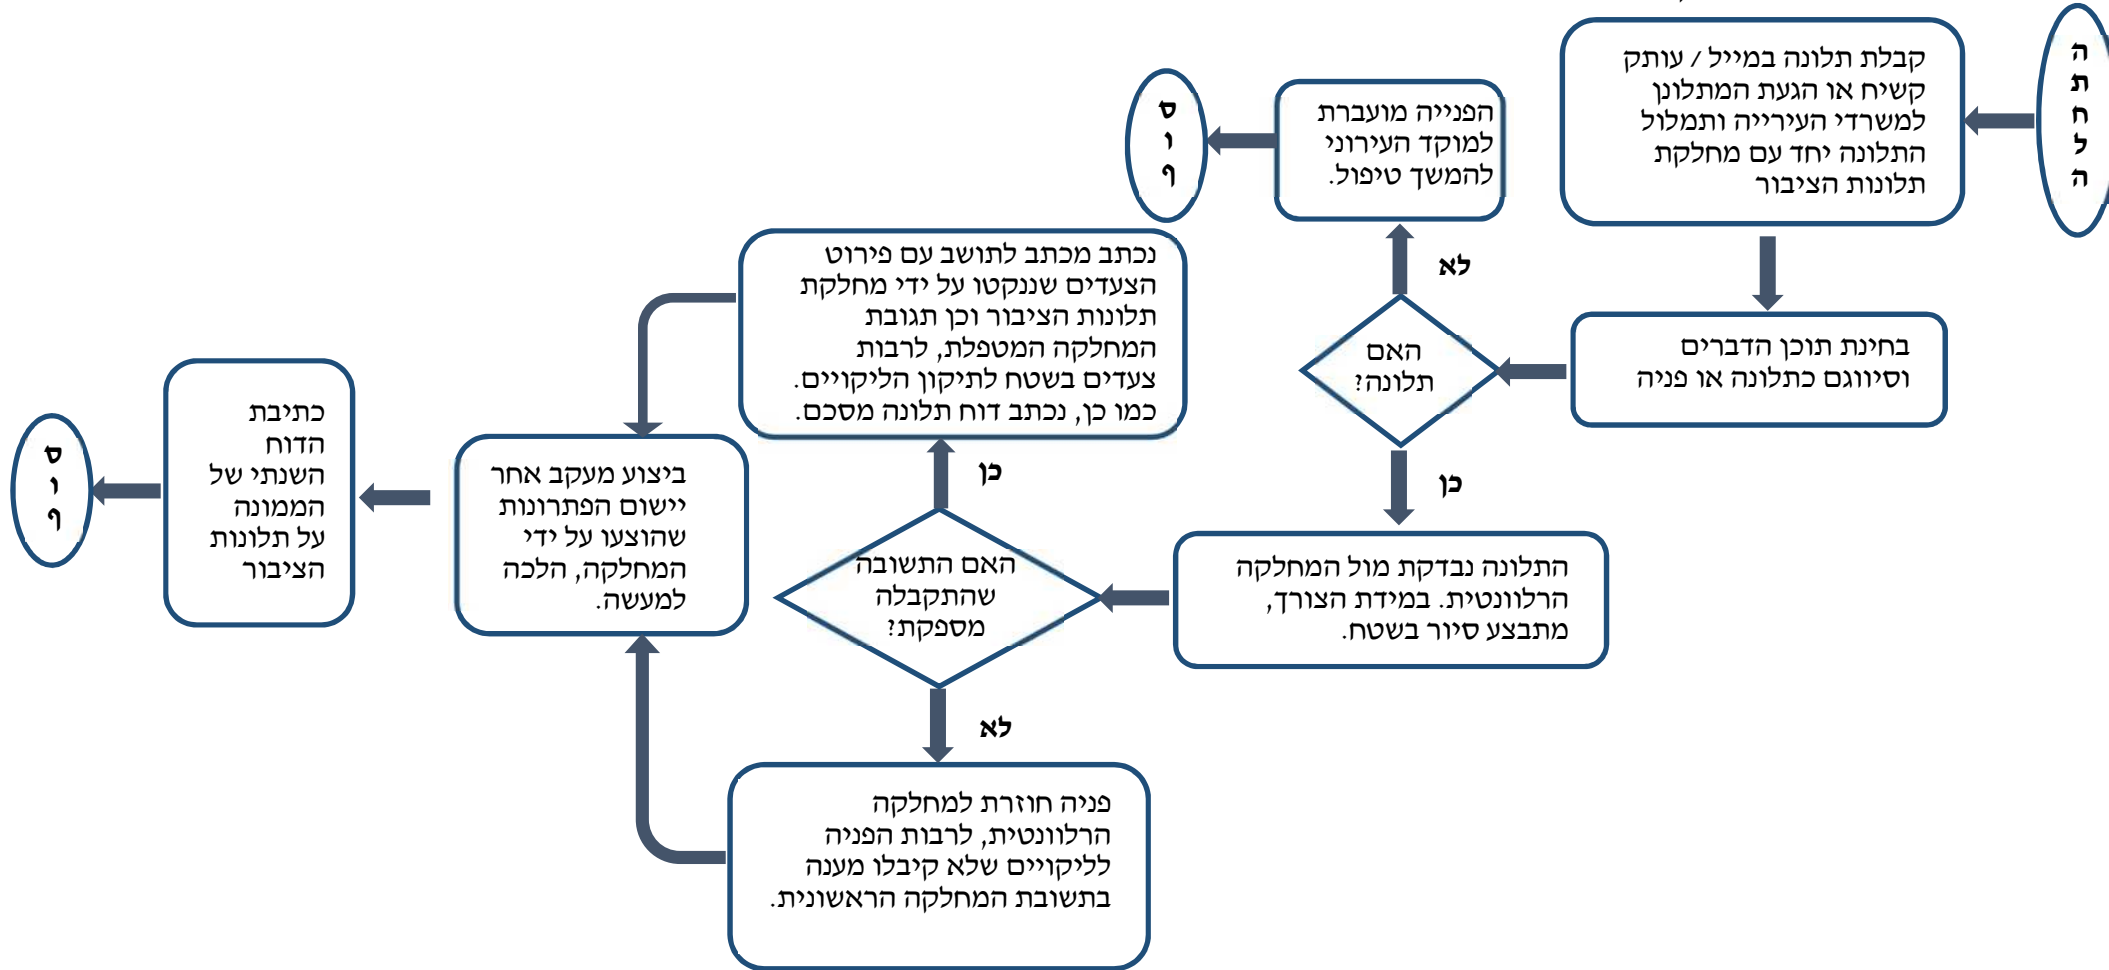 התחלה
קבלת תלונה במייל / עותק
קשיח או הגעת המתלונן
למשרדי העירייה ותמלול
התלונה יחד עם מחלקת
תלונות הציבור
בחינת תוכן הדברים
וסיווגם כתלונה או פניה
האם
תלונה?
לא
הפנייה מועברת
למוקד העירוני
להמשך טיפול.
סוף
כן
התלונה נבדקת מול המחלקה
הרלוונטית. במידת הצורך,
מתבצע סיור בשטח.
האם התשובה
שהתקבלה
מספקת?
כן
נכתב מכתב לתושב עם פירוט
הצעדים שננקטו על ידי מחלקת
תלונות הציבור וכן תגובת
המחלקה המטפלת, לרבות
צעדים בשטח לתיקון הליקויים.
כמו כן, נכתב דוח תלונה מסכם.
לא
פניה חוזרת למחלקה
הרלוונטית, לרבות הפניה
לליקויים שלא קיבלו מענה
בתשובת המחלקה הראשונית.
ביצוע מעקב אחר
יישום הפתרונות
שהוצעו על ידי
המחלקה, הלכה
למעשה.
כתיבת
הדוח
השנתי של
הממונה
על תלונות
הציבור
סוף